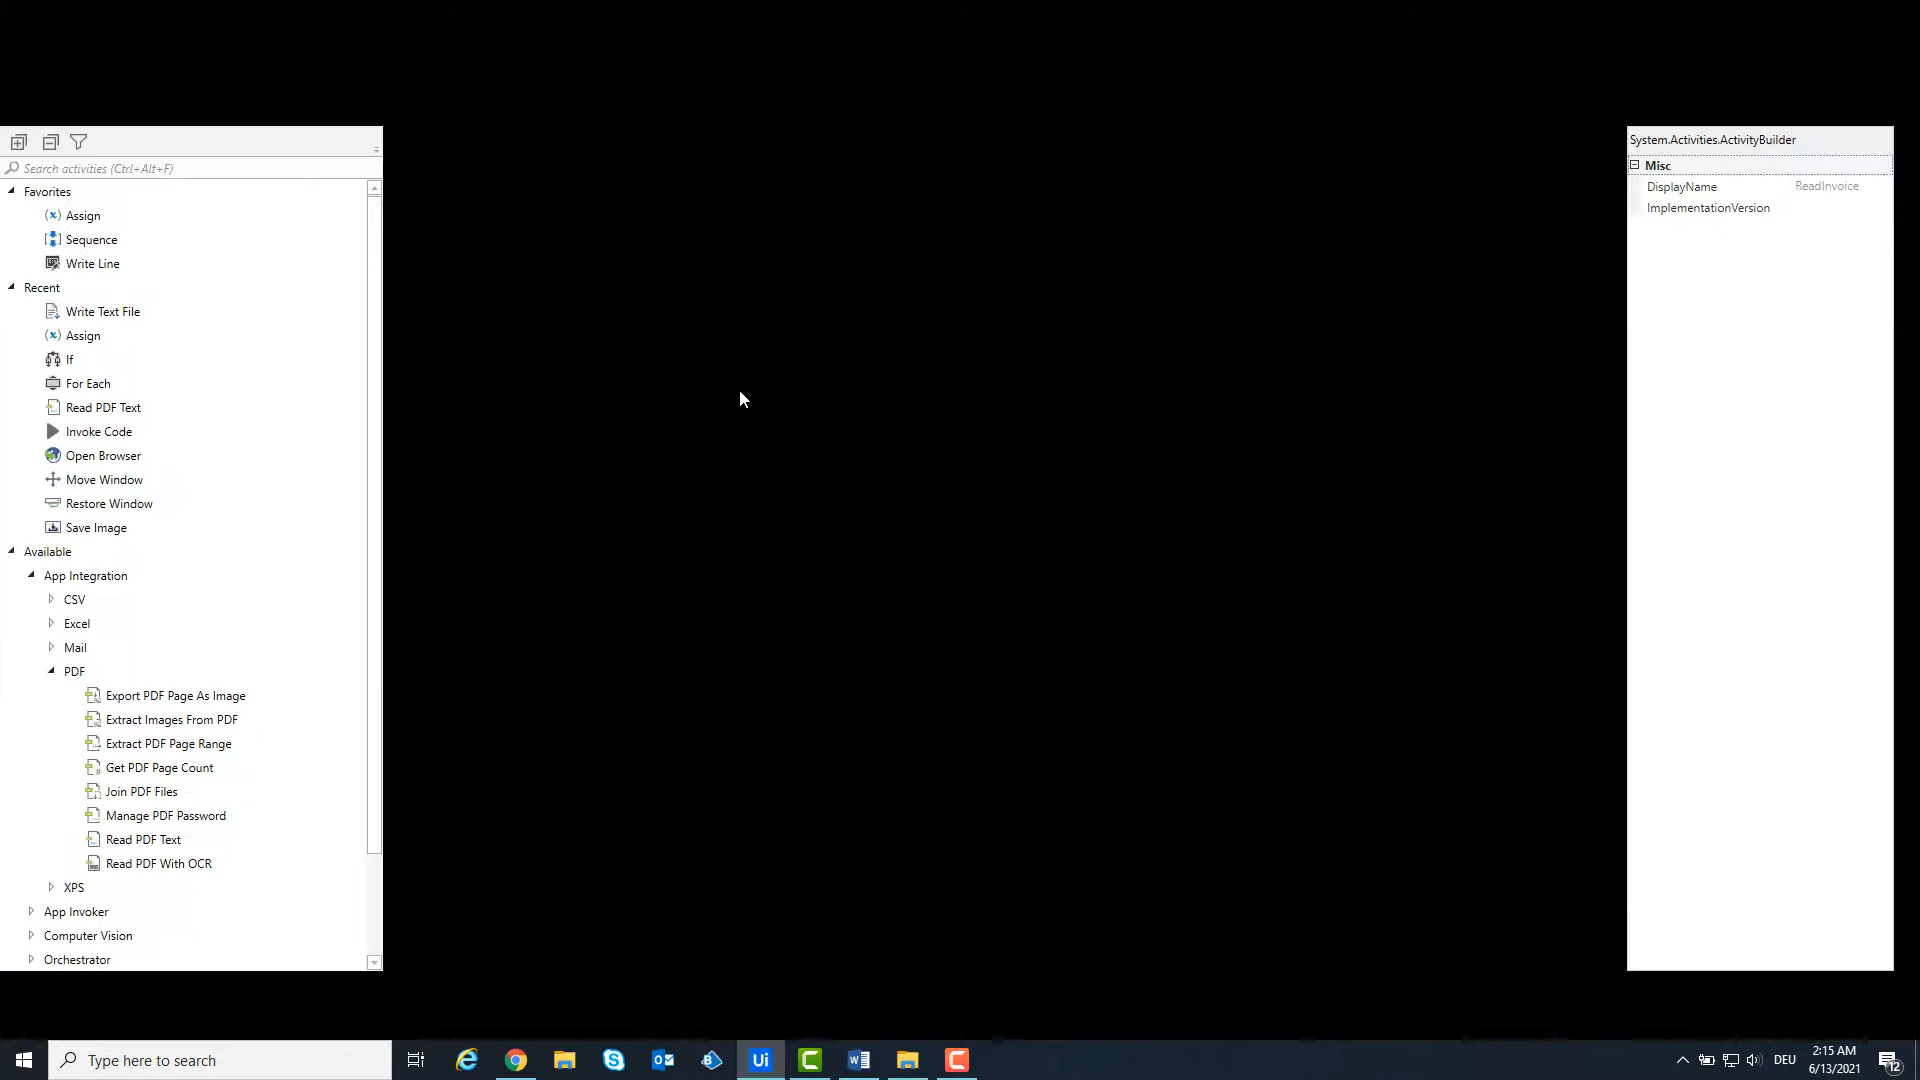 Search activities (Ctrl+Alt+F)
Favorites
Assign
Sequence
Write Line
Recent
Write Text File
Assign
If
For Each
Read PDF Text
Invoke Code
Open Browser
Move Window
Restore Window
Save Image
Available
App Integration
CSV
Excel
Mail
PDF
Export PDF Page As Image
Extract Images From PDF
Extract PDF Page Range
Get PDF Page Count
Join PDF Files
Manage PDF Password
Read PDF Text
Read PDF With OCR
XPS
App Invoker
Computer Vision
Orchestrator
System.Activities.ActivityBuilder
Misc
DisplayName ReadInvoice
ImplementationVersion
Type here to search
Ui
DEU
2:15 AM
6/13/2021
12